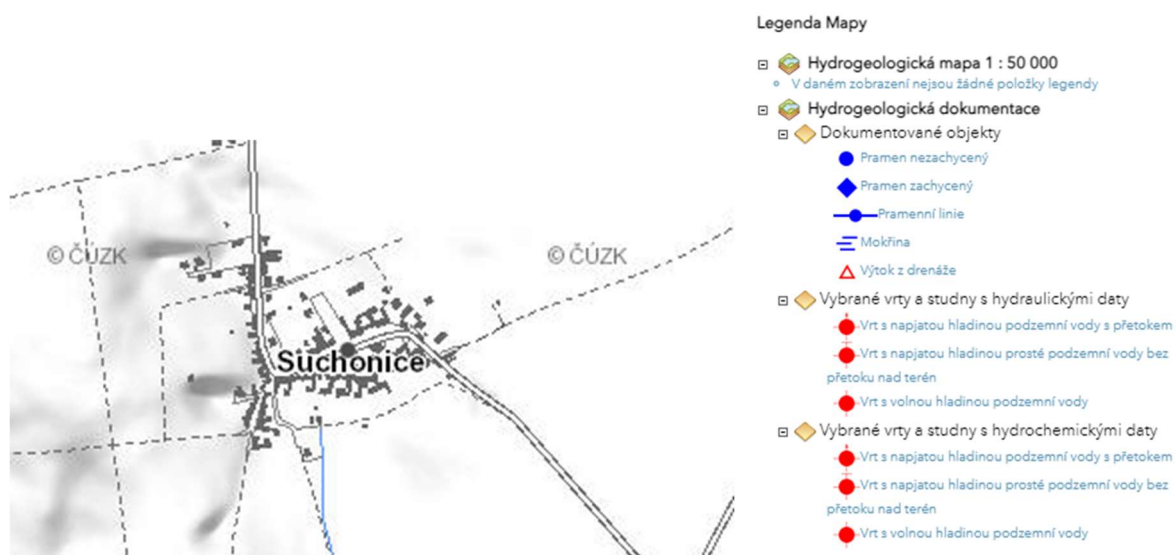 Legenda Mapy
Hydrogeologická mapa 1 : 50 000
V daném zobrazení nejsou žádné položky legendy
Hydrogeologická dokumentace
Dokumentované objekty
Pramen nezachycený
Pramen zachycený
Pramenní linie
Mokřina
Výtok z drenáže
Vybrané vrty a studny s hydraulickými daty
Vrt s napjatou hladinou podzemní vody s přetokem
Vrt s napjatou hladinou prosté podzemní vody bez
přetoku nad terén
Vrt s volnou hladinou podzemní vody
Vybrané vrty a studny s hydrochemickými daty
Vrt s napjatou hladinou podzemní vody s přetokem
Vrt s napjatou hladinou prosté podzemní vody bez
přetoku nad terén
Vrt s volnou hladinou podzemní vody
© ČÚZK
© ČÚZK
Suchonice